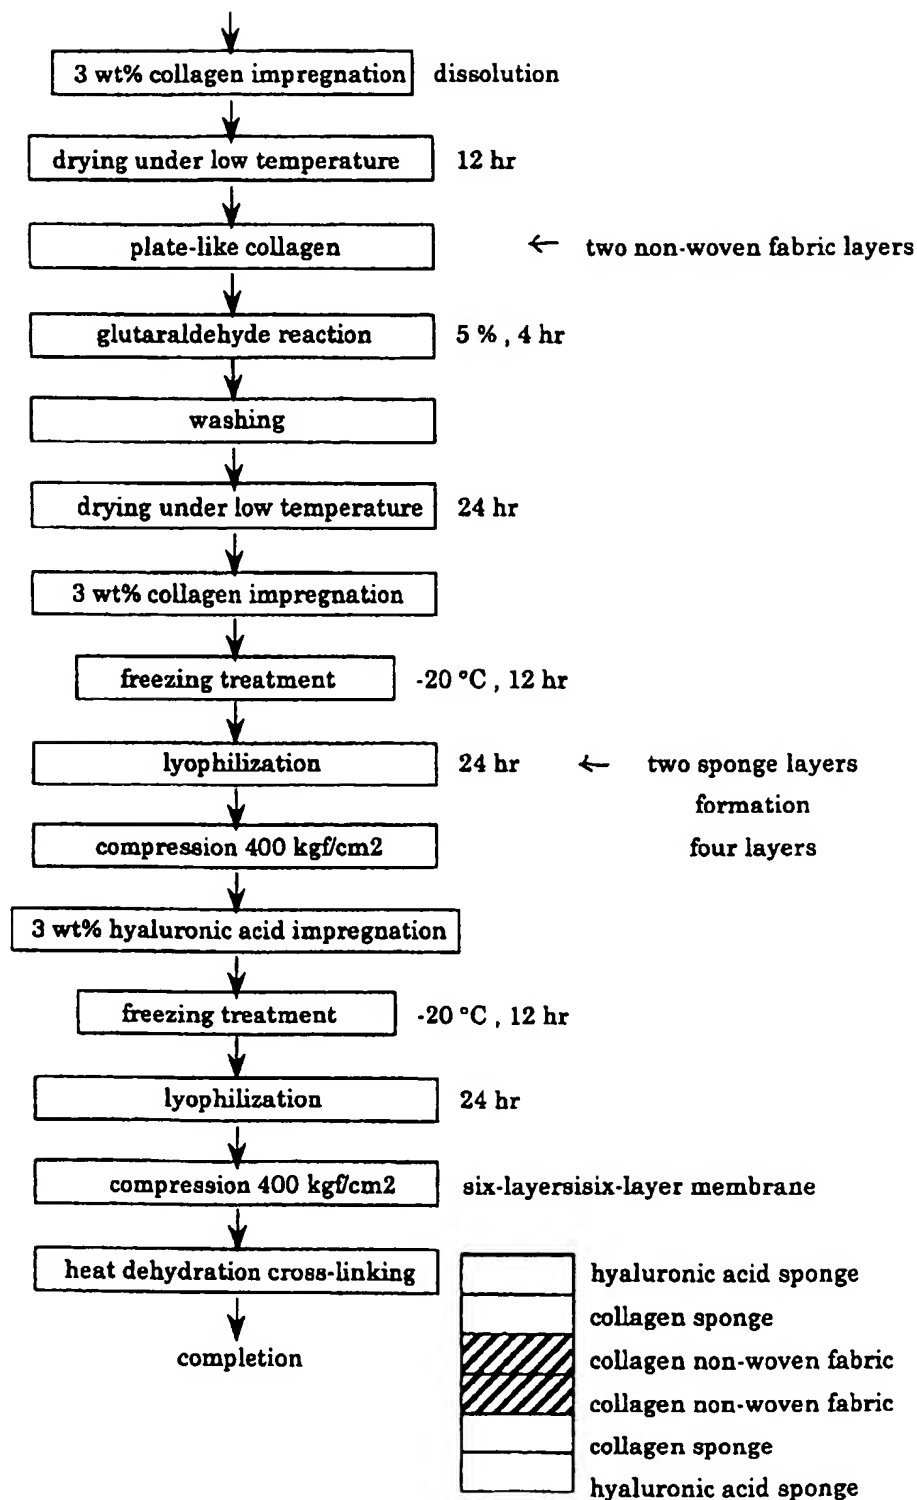 3 wt% collagen impregnation dissolution
drying under low temperature 12 hr
plate-like collagen ← two non-woven fabric layers
glutaraldehyde reaction 5 % , 4 hr
washing
drying under low temperature 24 hr
3 wt% collagen impregnation
freezing treatment -20 °C , 12 hr
lyophilization 24 hr ← two sponge layers
formation
compression 400 kgf/cm2 four layers
3 wt% hyaluronic acid impregnation
freezing treatment -20 °C , 12 hr
lyophilization 24 hr
compression 400 kgf/cm2 six-layersisix-layer membrane
heat dehydration cross-linking
completion
hyaluronic acid sponge
collagen sponge
collagen non-woven fabric
collagen non-woven fabric
collagen sponge
hyaluronic acid sponge